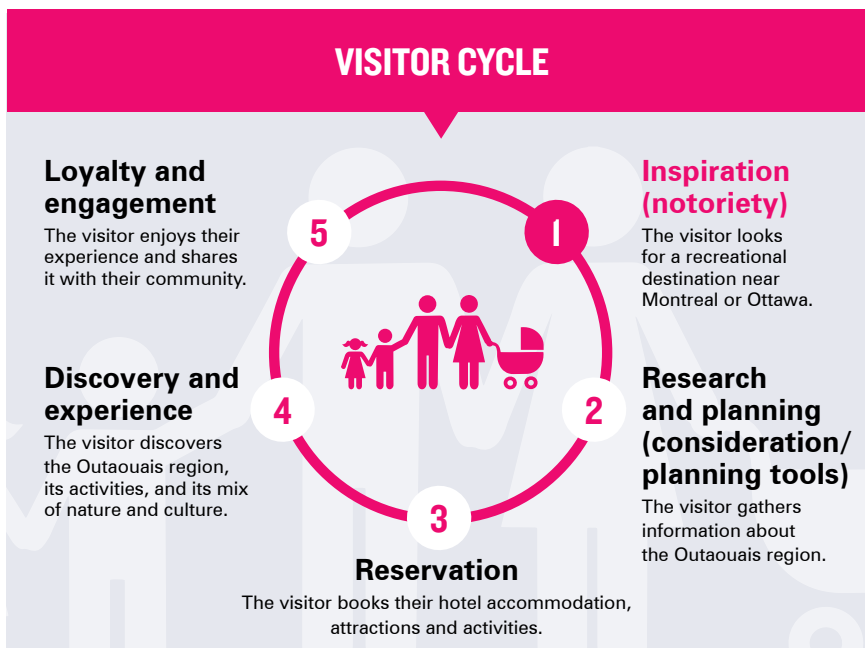 VISITOR CYCLE
1
Inspiration
(notoriety)
The visitor looks
for a recreational
destination near
Montreal or Ottawa.
2
Research
and planning
(consideration/
planning tools)
The visitor gathers
information about
the Outaouais region.
3
Reservation
The visitor books their hotel accommodation,
attractions and activities.
4
Discovery and
experience
The visitor discovers
the Outaouais region,
its activities, and its mix
of nature and culture.
5
Loyalty and
engagement
The visitor enjoys their
experience and shares
it with their community.